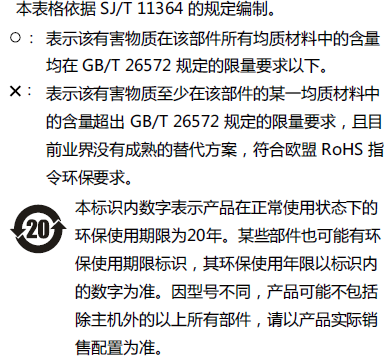 本表格依据 SJ/T 11364 的规定编制。
○： 表示该有害物质在该部件所有均质材料中的含量
均在 GB/T 26572 规定的限量要求以下。
×： 表示该有害物质至少在该部件的某一均质材料中
的含量超出 GB/T 26572 规定的限量要求，且目
前业界没有成熟的替代方案，符合欧盟 RoHS 指
令环保要求。
20
本标识内数字表示产品在正常使用状态下的
环保使用期限为20年。某些部件也可能有环
保使用期限标识，其环保使用年限以标识内
的数字为准。因型号不同，产品可能不包括
除主机外的以上所有部件，请以产品实际销
售配置为准。